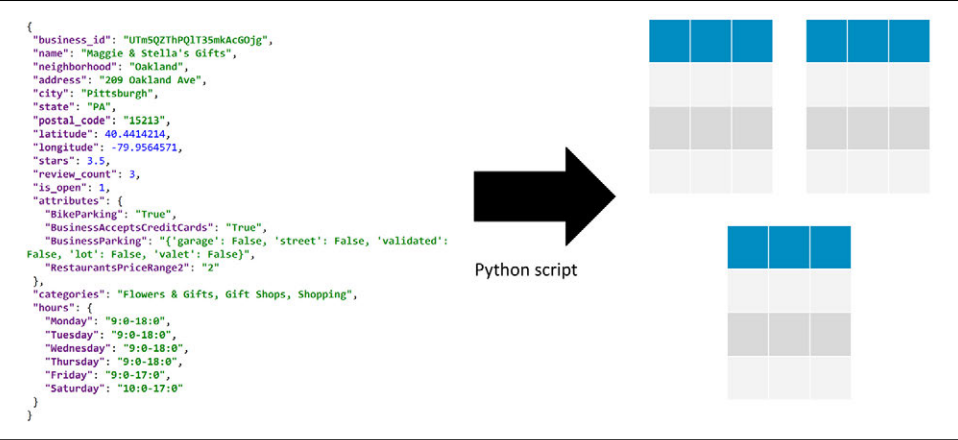 {
"business_id": "UTm5QZThPQlT35mkAcGOjg",
"name": "Maggie & Stella's Gifts",
"neighborhood": "Oakland",
"address": "209 Oakland Ave",
"city": "Pittsburgh",
"state": "PA",
"postal_code": "15213",
"latitude": 40.4414214,
"longitude": -79.9564571,
"stars": 3.5,
"review_count": 3,
"is_open": 1,
"attributes": {
"BikeParking": "True",
"BusinessAcceptsCreditCards": "True",
"BusinessParking": "{'garage': False, 'street': False, 'validated':
False, 'lot': False, 'valet': False}",
"RestaurantsPriceRange2": "2"
},
"categories": "Flowers & Gifts, Gift Shops, Shopping",
"hours": {
"Monday": "9:0-18:0",
"Tuesday": "9:0-18:0",
"Wednesday": "9:0-18:0",
"Thursday": "9:0-18:0",
"Friday": "9:0-17:0",
"Saturday": "10:0-17:0"
}
}
Python script